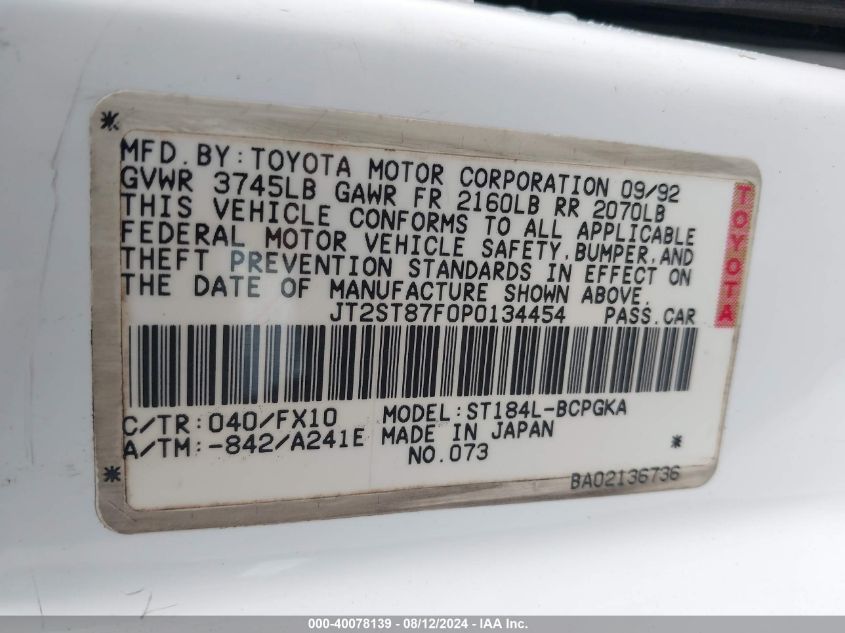 MFD. BY: TOYOTA MOTOR CORPORATION 09/92
GVWR 3745LB GAWR FR 2160LB RR 2070LB
THIS VEHICLE CONFORMS TO ALL APPLICABLE
FEDERAL MOTOR VEHICLE SAFETY, BUMPER, AND
THEFT PREVENTION STANDARDS IN EFFECT ON
THE DATE OF MANUFACTURE SHOWN ABOVE.
JT2ST87F0P0134454 PASS. CAR
TOYOTA
C/TR: 040/FX10 MODEL: ST184L-BCPGKA
A/TM: -842/A241E MADE IN JAPAN
NO. 073
BA02136736
000-40078139 - 08/12/2024 - IAA Inc.